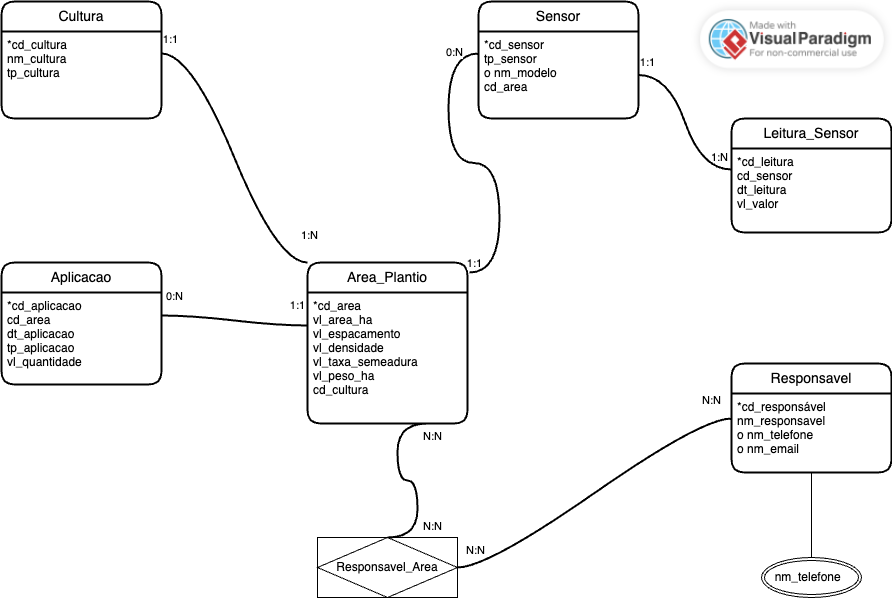 Cultura
*cd_cultura
nm_cultura
tp_cultura
1:1
Sensor
*cd_sensor
tp_sensor
o nm_modelo
cd_area
0:N
1:1
Made with
VisualParadigm
For non-commercial use
Leitura_Sensor
*cd_leitura
cd_sensor
dt_leitura
vl_valor
1:N
1:N
1:1
Aplicacao
*cd_aplicacao
cd_area
dt_aplicacao
tp_aplicacao
vl_quantidade
0:N
1:1
Area_Plantio
*cd_area
vl_area_ha
vl_espacamento
vl_densidade
vl_taxa_semeadura
vl_peso_ha
cd_cultura
N:N
Responsavel
*cd_responsável
nm_responsavel
o nm_telefone
o nm_email
N:N
N:N
N:N
Responsavel_Area
nm_telefone